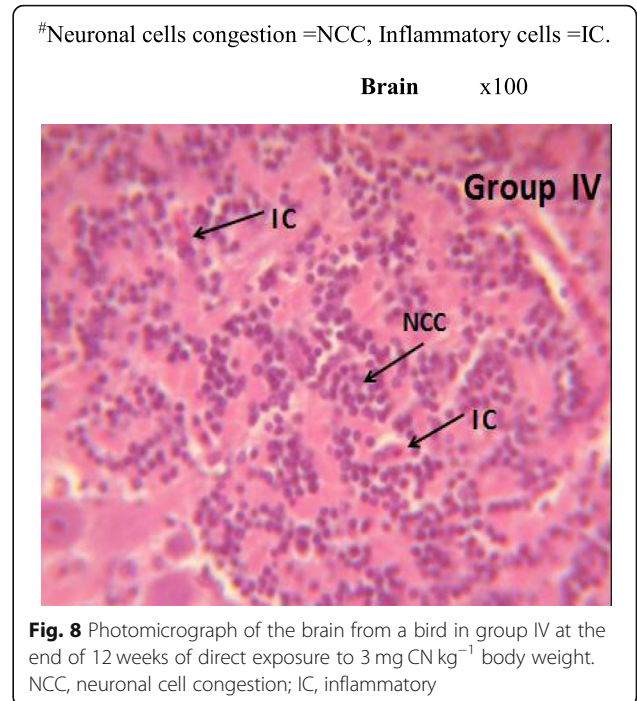 #Neuronal cells congestion =NCC, Inflammatory cells =IC.
Brain x100
Group IV
IC
NCC
IC
Fig. 8 Photomicrograph of the brain from a bird in group IV at the
end of 12 weeks of direct exposure to 3 mg CN kg−1 body weight.
NCC, neuronal cell congestion; IC, inflammatory